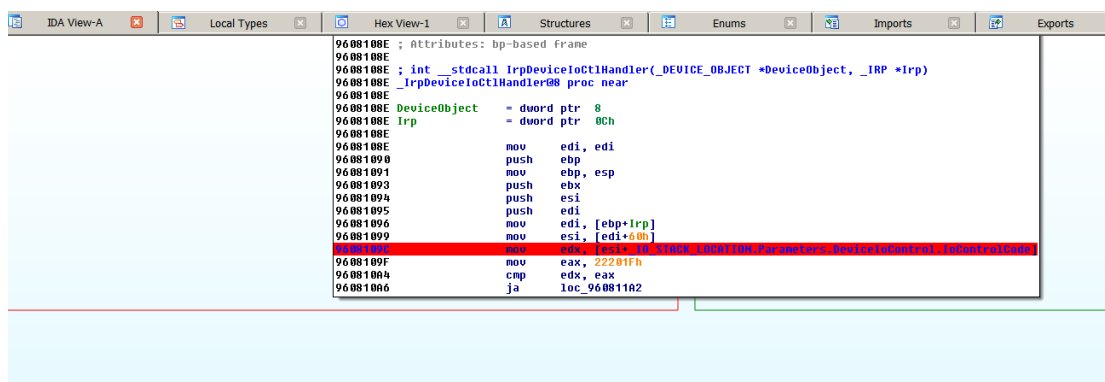 IDA View-A Local Types Hex View-1 Structures Enums Imports Exports
9608108E ; Attributes: bp-based frame
9608108E
9608108E ; int __stdcall IrpDeviceIoCtlHandler(_DEVICE_OBJECT *DeviceObject, _IRP *Irp)
9608108E _IrpDeviceIoCtlHandler@8 proc near
9608108E
9608108E DeviceObject = dword ptr 8
9608108E Irp = dword ptr 0Ch
9608108E
9608108E mov edi, edi
96081090 push ebp
96081091 mov ebp, esp
96081093 push ebx
96081094 push esi
96081095 push edi
96081096 mov edi, [ebp+Irp]
96081099 mov esi, [edi+60h]
9608109C mov edx, [esi+_IO_STACK_LOCATION.Parameters.DeviceIoControl.IoControlCode]
9608109F mov eax, 22201Fh
960810A4 cmp edx, eax
960810A6 ja loc_960811A2